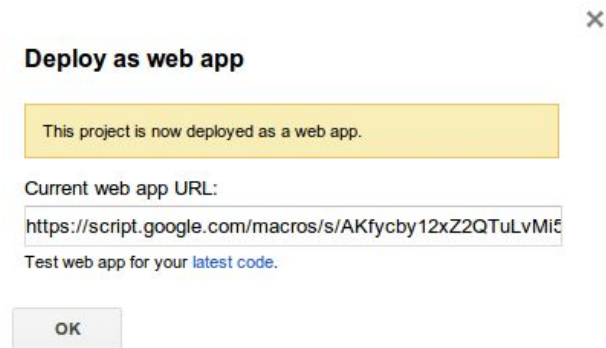 Deploy as web app
This project is now deployed as a web app.
Current web app URL:
https://script.google.com/macros/s/AKfycby12xZ2QTuLvMi5
Test web app for your latest code.
OK